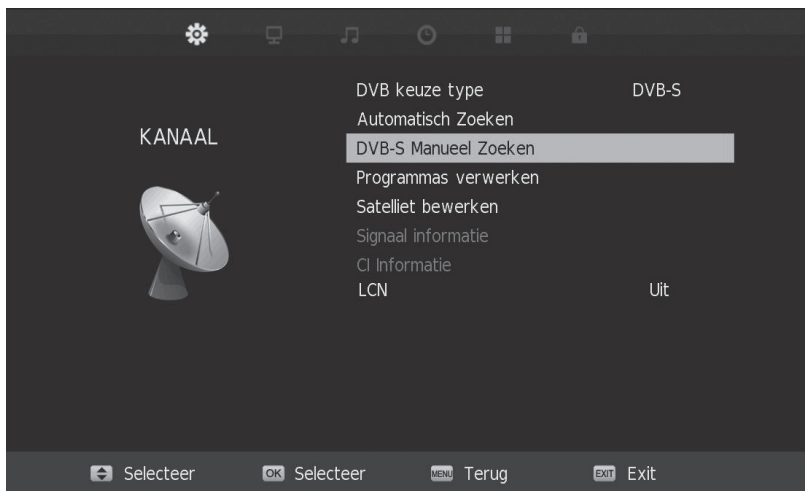 KANAAL
DVB keuze type DVB-S
Automatisch Zoeken
DVB-S Manueel Zoeken
Programmas verwerken
Satelliet bewerken
Signaal informatie
CI Informatie
LCN Uit
Selecteer OK Selecteer MENU Terug EXIT Exit